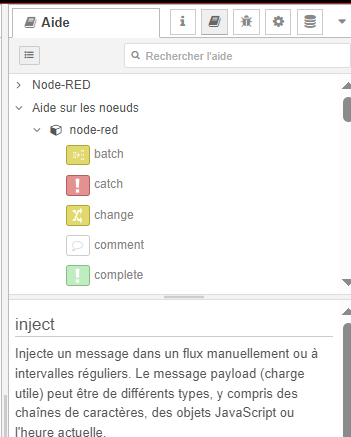 Aide
Rechercher l'aide
Node-RED
Aide sur les noeuds
node-red
batch
catch
change
comment
complete
inject
Injecte un message dans un flux manuellement ou à
intervalles réguliers. Le message payload (charge
utile) peut être de différents types, y compris des
chaînes de caractères, des objets JavaScript ou
l'heure actuelle.